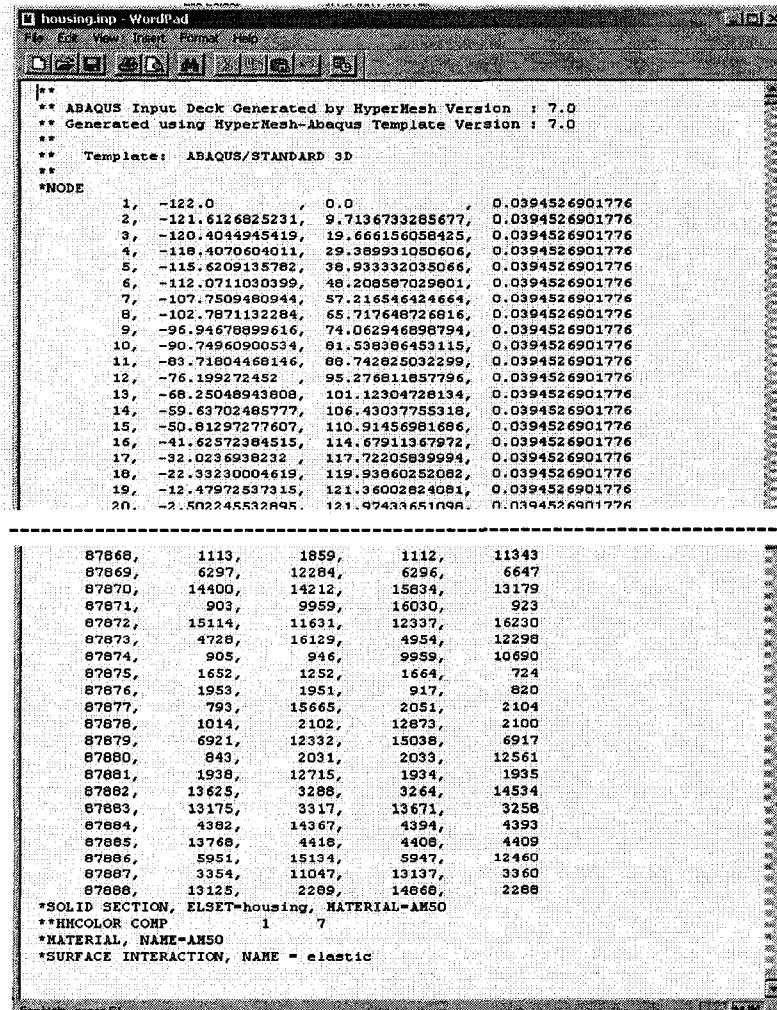 housing.inp - WordPad
File Edit View Insert Format Help
**
** ABAQUS Input Deck Generated by HyperMesh Version : 7.0
** Generated using HyperMesh-Abaqus Template Version : 7.0
**
** Template: ABAQUS/STANDARD 3D
**
*NODE
1, -122.0 , 0.0 , 0.0394526901776
2, -121.6126825231, 9.7136733285677, 0.0394526901776
3, -120.4044945419, 19.666156058425, 0.0394526901776
4, -118.4070604011, 29.389931050606, 0.0394526901776
5, -115.6209135782, 38.933332035066, 0.0394526901776
6, -112.0711030399, 48.208587029801, 0.0394526901776
7, -107.7509480944, 57.216546424664, 0.0394526901776
8, -102.7871132284, 65.717648726816, 0.0394526901776
9, -96.94678899616, 74.062946898794, 0.0394526901776
10, -90.74960900534, 81.538386453115, 0.0394526901776
11, -83.71804468146, 88.742825032299, 0.0394526901776
12, -76.199272452 , 95.276811857796, 0.0394526901776
13, -68.25048943808, 101.12304728134, 0.0394526901776
14, -59.63702485777, 106.43037755318, 0.0394526901776
15, -50.81297277607, 110.91456981686, 0.0394526901776
16, -41.62572384515, 114.67911367972, 0.0394526901776
17, -32.0236938232 , 117.72205839994, 0.0394526901776
18, -22.33230004619, 119.93860252082, 0.0394526901776
19, -12.47972537315, 121.36002824081, 0.0394526901776
20, -2.502245532895, 121.97433651098, 0.0394526901776
87868, 1113, 1859, 1112, 11343
87869, 6297, 12284, 6296, 6647
87870, 14400, 14212, 15834, 13179
87871, 903, 9959, 16030, 923
87872, 15114, 11631, 12337, 16230
87873, 4728, 16129, 4954, 12298
87874, 905, 946, 9959, 10690
87875, 1652, 1252, 1664, 724
87876, 1953, 1951, 917, 820
87877, 793, 15665, 2051, 2104
87878, 1014, 2102, 12873, 2100
87879, 6921, 12332, 15038, 6917
87880, 843, 2031, 2033, 12561
87881, 1938, 12715, 1934, 1935
87882, 13625, 3288, 3264, 14534
87883, 13175, 3317, 13671, 3258
87884, 4382, 14367, 4394, 4393
87885, 13768, 4418, 4408, 4409
87886, 5951, 15134, 5947, 12460
87887, 3354, 11047, 13137, 3360
87888, 13125, 2289, 14868, 2288
*SOLID SECTION, ELSET=housing, MATERIAL=AM50
**HMCOLOR COMP 1 7
*MATERIAL, NAME=AM50
*SURFACE INTERACTION, NAME = elastic